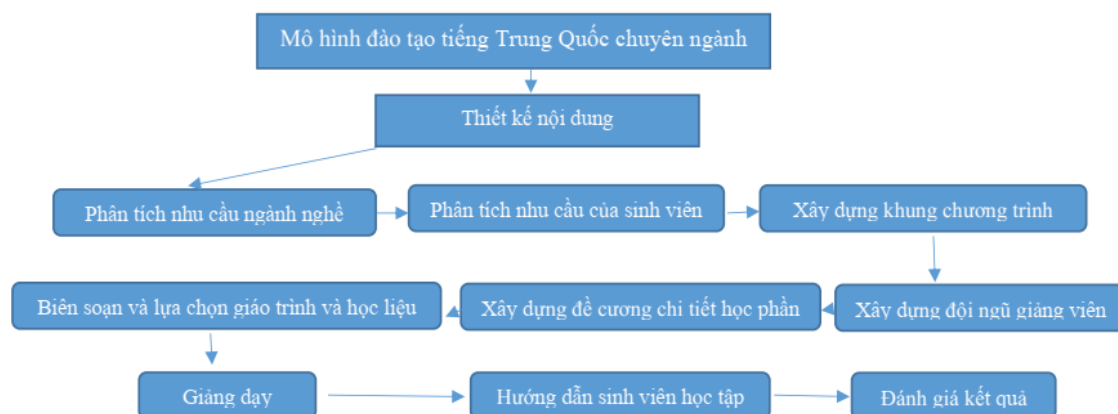 Mô hình đào tạo tiếng Trung Quốc chuyên ngành
Thiết kế nội dung
Phân tích nhu cầu ngành nghề
Phân tích nhu cầu của sinh viên
Xây dựng khung chương trình
Xây dựng đội ngũ giảng viên
Xây dựng đề cương chi tiết học phần
Biên soạn và lựa chọn giáo trình và học liệu
Giảng dạy
Hướng dẫn sinh viên học tập
Đánh giá kết quả